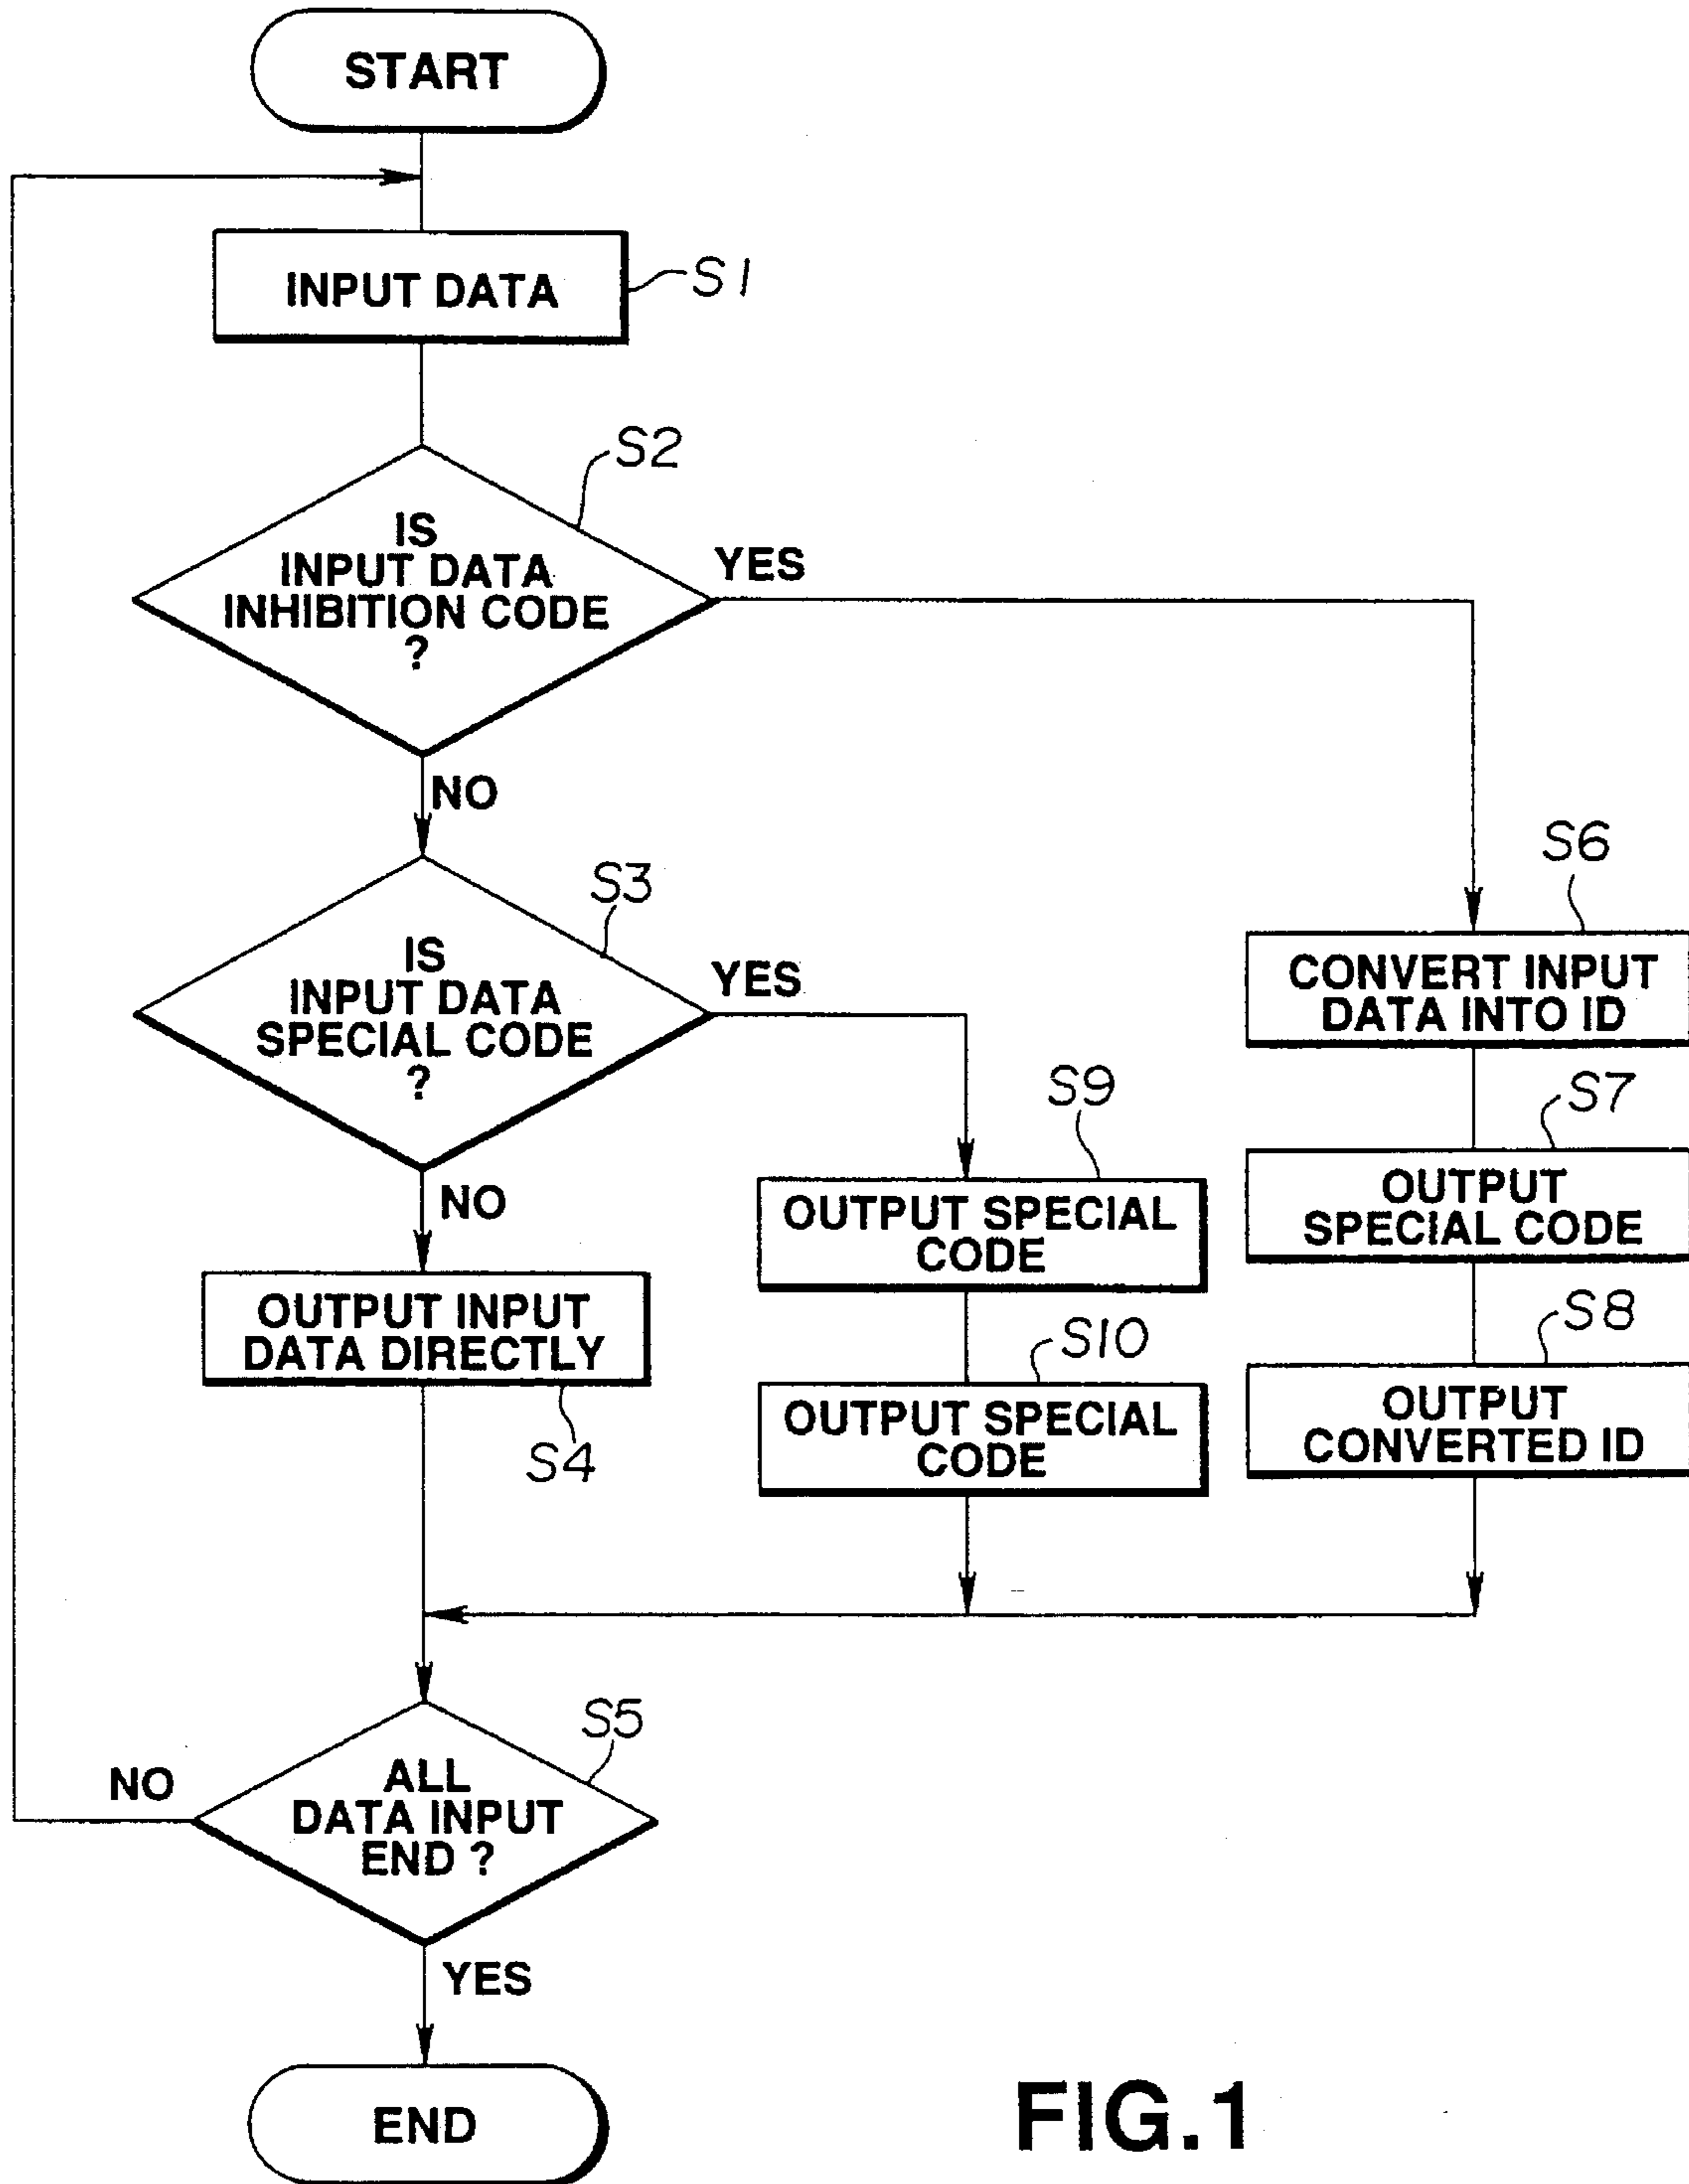 START
INPUT DATA
S1
S2
IS
INPUT DATA
INHIBITION CODE
?
YES
NO
S3
IS
INPUT DATA
SPECIAL CODE
?
YES
NO
OUTPUT INPUT
DATA DIRECTLY
S4
S9
OUTPUT SPECIAL
CODE
S10
OUTPUT SPECIAL
CODE
S6
CONVERT INPUT
DATA INTO ID
S7
OUTPUT
SPECIAL CODE
S8
OUTPUT
CONVERTED ID
S5
ALL
DATA INPUT
END ?
NO
YES
END
FIG.1